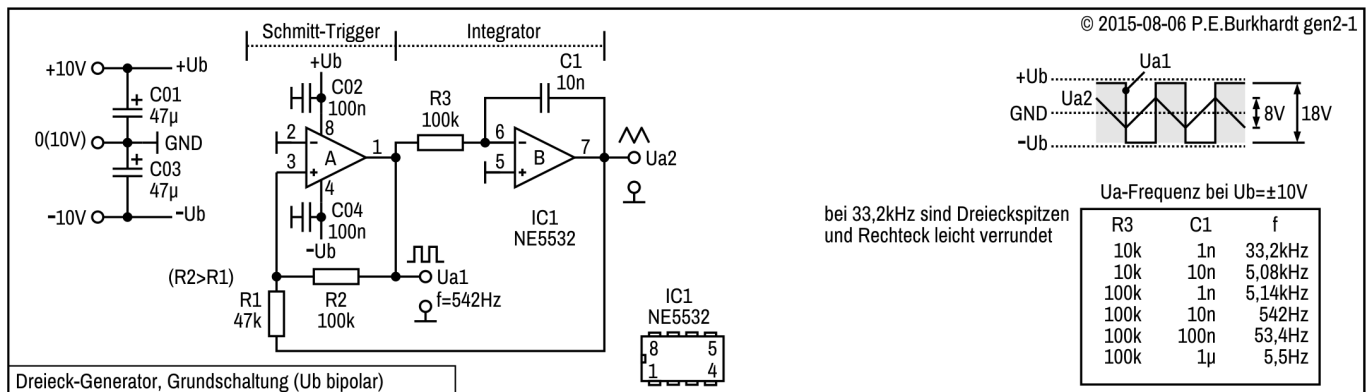 © 2015-08-06 P.E.Burkhardt gen2-1
Schmitt-Trigger
Integrator
+10V
+Ub
C01
47µ
0(10V)
GND
C03
47µ
-10V
-Ub
+Ub
C02
100n
8
2
3
A
1
4
C04
100n
-Ub
R3
100k
C1
10n
6
5
B
7
Ua2
IC1
NE5532
(R2>R1)
R1
47k
R2
100k
Ua1
f=542Hz
IC1
NE5532
8 5
1 4
+Ub
Ua1
Ua2
GND
8V
18V
-Ub
bei 33,2kHz sind Dreieckspitzen
und Rechteck leicht verrundet
Ua-Frequenz bei Ub=±10V
R3 C1 f
10k 1n 33,2kHz
10k 10n 5,08kHz
100k 1n 5,14kHz
100k 10n 542Hz
100k 100n 53,4Hz
100k 1µ 5,5Hz
Dreieck-Generator, Grundschaltung (Ub bipolar)